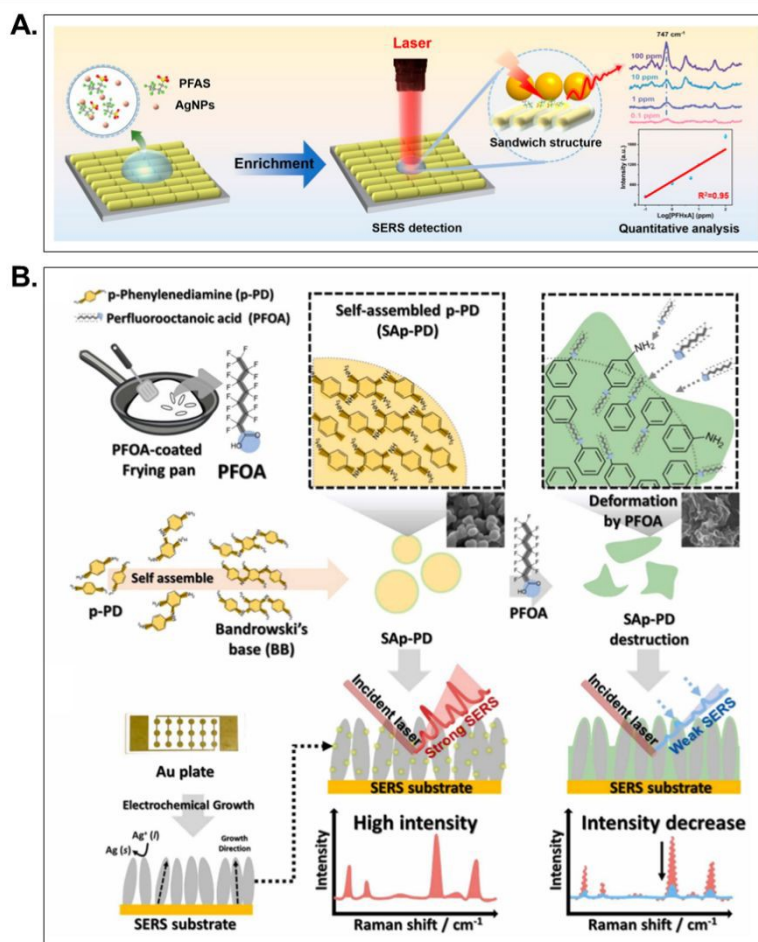 A.
PFAS
AgNPs
Enrichment
Laser
SERS detection
Sandwich structure
747 cm⁻¹
100 ppm
10 ppm
1 ppm
0.1 ppm
Intensity (a.u.)
R²=0.95
Log[PFHxA] (ppm)
Quantitative analysis
B.
p-Phenylenediamine (p-PD)
Perfluorooctanoic acid (PFOA)
PFOA-coated
Frying pan
PFOA
Self-assembled p-PD
(SAp-PD)
NH₂
NH₂
Deformation
by PFOA
p-PD
Self assemble
Bandrowski's
base (BB)
SAp-PD
PFOA
SAp-PD
destruction
Au plate
Electrochemical Growth
Ag⁺ (l)
Ag (s)
Growth
Direction
SERS substrate
Incident laser
Strong SERS
SERS substrate
High intensity
Intensity
Raman shift / cm⁻¹
Incident laser
Weak SERS
SERS substrate
Intensity decrease
Intensity
Raman shift / cm⁻¹